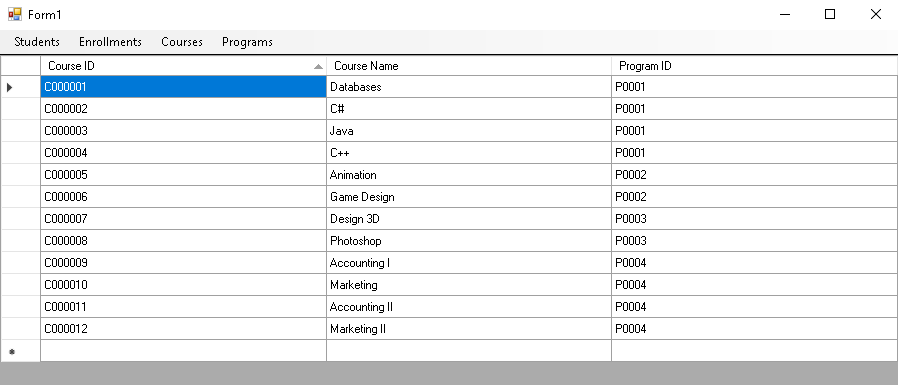 Form1
Students Enrollments Courses Programs
Course ID Course Name Program ID
C000001 Databases P0001
C000002 C# P0001
C000003 Java P0001
C000004 C++ P0001
C000005 Animation P0002
C000006 Game Design P0002
C000007 Design 3D P0003
C000008 Photoshop P0003
C000009 Accounting I P0004
C000010 Marketing P0004
C000011 Accounting II P0004
C000012 Marketing II P0004